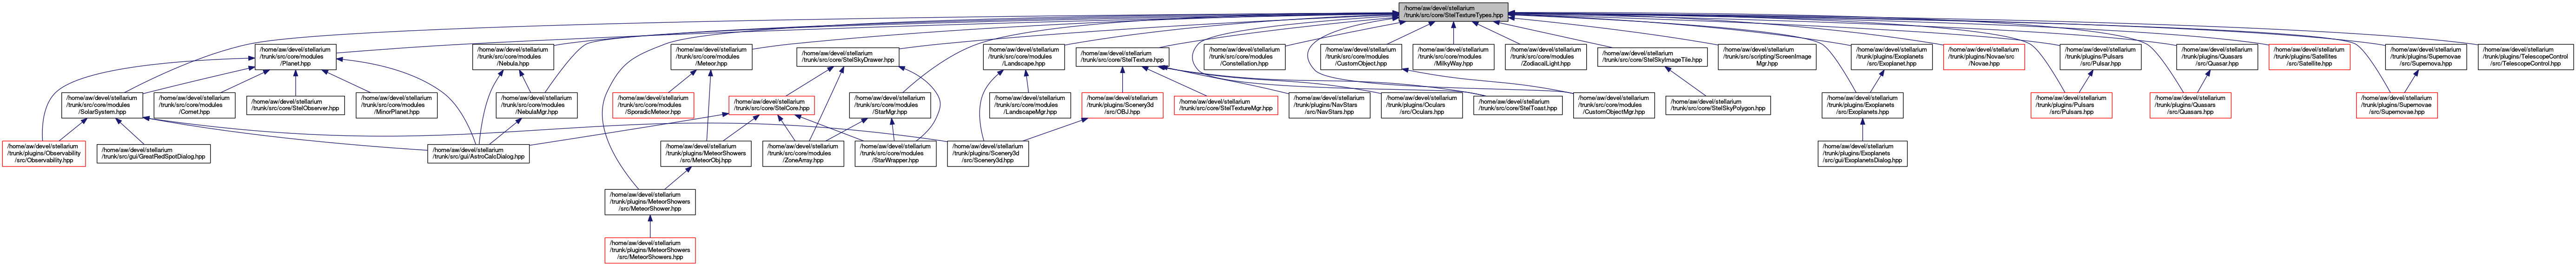 /home/aw/devel/stellarium
/trunk/src/core/StelTextureTypes.hpp
/home/aw/devel/stellarium
/trunk/src/core/modules
/Planet.hpp
/home/aw/devel/stellarium
/trunk/src/core/modules
/Nebula.hpp
/home/aw/devel/stellarium
/trunk/src/core/modules
/Meteor.hpp
/home/aw/devel/stellarium
/trunk/src/core/StelSkyDrawer.hpp
/home/aw/devel/stellarium
/trunk/src/core/modules
/Landscape.hpp
/home/aw/devel/stellarium
/trunk/src/core/StelTexture.hpp
/home/aw/devel/stellarium
/trunk/src/core/modules
/Constellation.hpp
/home/aw/devel/stellarium
/trunk/src/core/modules
/CustomObject.hpp
/home/aw/devel/stellarium
/trunk/src/core/modules
/MilkyWay.hpp
/home/aw/devel/stellarium
/trunk/src/core/modules
/ZodiacalLight.hpp
/home/aw/devel/stellarium
/trunk/src/core/StelSkyImageTile.hpp
/home/aw/devel/stellarium
/trunk/src/scripting/ScreenImage
Mgr.hpp
/home/aw/devel/stellarium
/trunk/plugins/Exoplanets
/src/Exoplanet.hpp
/home/aw/devel/stellarium
/trunk/plugins/Novae/src
/Novae.hpp
/home/aw/devel/stellarium
/trunk/plugins/Pulsars
/src/Pulsar.hpp
/home/aw/devel/stellarium
/trunk/plugins/Quasars
/src/Quasar.hpp
/home/aw/devel/stellarium
/trunk/plugins/Satellites
/src/Satellite.hpp
/home/aw/devel/stellarium
/trunk/plugins/Supernovae
/src/Supernova.hpp
/home/aw/devel/stellarium
/trunk/plugins/TelescopeControl
/src/TelescopeControl.hpp
/home/aw/devel/stellarium
/trunk/src/core/modules
/SolarSystem.hpp
/home/aw/devel/stellarium
/trunk/src/core/modules
/Comet.hpp
/home/aw/devel/stellarium
/trunk/src/core/StelObserver.hpp
/home/aw/devel/stellarium
/trunk/src/core/modules
/MinorPlanet.hpp
/home/aw/devel/stellarium
/trunk/src/core/modules
/NebulaMgr.hpp
/home/aw/devel/stellarium
/trunk/src/core/modules
/SporadicMeteor.hpp
/home/aw/devel/stellarium
/trunk/src/core/StelCore.hpp
/home/aw/devel/stellarium
/trunk/src/core/modules
/StarMgr.hpp
/home/aw/devel/stellarium
/trunk/src/core/modules
/LandscapeMgr.hpp
/home/aw/devel/stellarium
/trunk/plugins/Scenery3d
/src/OBJ.hpp
/home/aw/devel/stellarium
/trunk/src/core/StelTextureMgr.hpp
/home/aw/devel/stellarium
/trunk/plugins/NavStars
/src/NavStars.hpp
/home/aw/devel/stellarium
/trunk/plugins/Oculars
/src/Oculars.hpp
/home/aw/devel/stellarium
/trunk/src/core/StelToast.hpp
/home/aw/devel/stellarium
/trunk/src/core/modules
/CustomObjectMgr.hpp
/home/aw/devel/stellarium
/trunk/src/core/StelSkyPolygon.hpp
/home/aw/devel/stellarium
/trunk/plugins/Exoplanets
/src/Exoplanets.hpp
/home/aw/devel/stellarium
/trunk/plugins/Pulsars
/src/Pulsars.hpp
/home/aw/devel/stellarium
/trunk/plugins/Quasars
/src/Quasars.hpp
/home/aw/devel/stellarium
/trunk/plugins/Supernovae
/src/Supernovae.hpp
/home/aw/devel/stellarium
/trunk/plugins/Observability
/src/Observability.hpp
/home/aw/devel/stellarium
/trunk/src/gui/GreatRedSpotDialog.hpp
/home/aw/devel/stellarium
/trunk/src/gui/AstroCalcDialog.hpp
/home/aw/devel/stellarium
/trunk/plugins/MeteorShowers
/src/MeteorObj.hpp
/home/aw/devel/stellarium
/trunk/src/core/modules
/ZoneArray.hpp
/home/aw/devel/stellarium
/trunk/src/core/modules
/StarWrapper.hpp
/home/aw/devel/stellarium
/trunk/plugins/Scenery3d
/src/Scenery3d.hpp
/home/aw/devel/stellarium
/trunk/plugins/Exoplanets
/src/gui/ExoplanetsDialog.hpp
/home/aw/devel/stellarium
/trunk/plugins/MeteorShowers
/src/MeteorShower.hpp
/home/aw/devel/stellarium
/trunk/plugins/MeteorShowers
/src/MeteorShowers.hpp